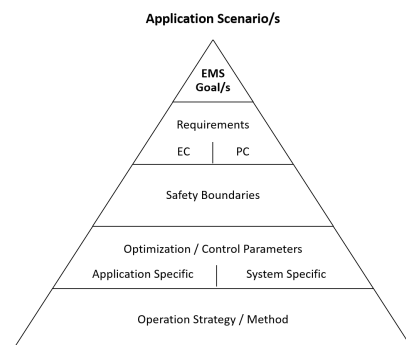 Application Scenario/s
EMS
Goal/s
Requirements
EC PC
Safety Boundaries
Optimization / Control Parameters
Application Specific System Specific
Operation Strategy / Method